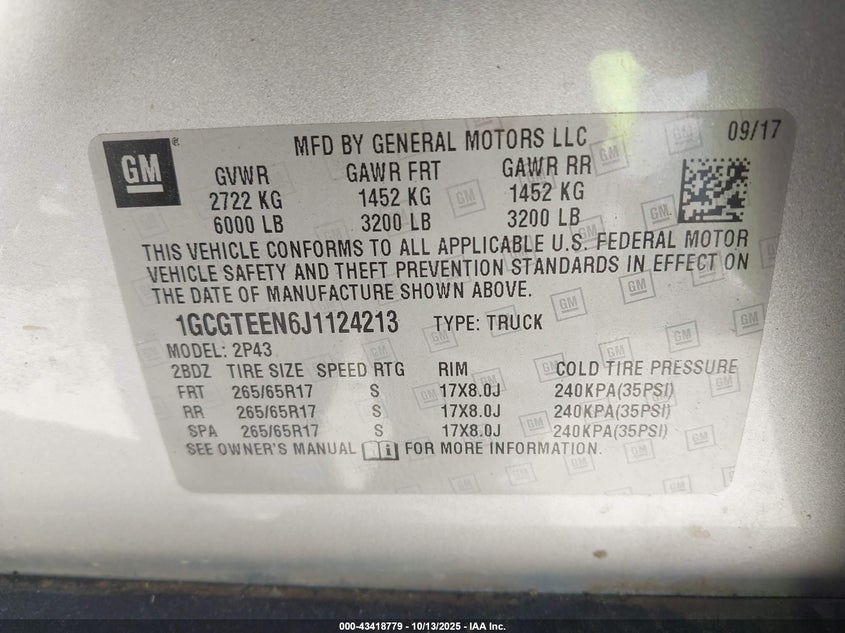 GM
MFD BY GENERAL MOTORS LLC
09/17
GVWR GAWR FRT GAWR RR
2722 KG 1452 KG 1452 KG
6000 LB 3200 LB 3200 LB
THIS VEHICLE CONFORMS TO ALL APPLICABLE U.S. FEDERAL MOTOR
VEHICLE SAFETY AND THEFT PREVENTION STANDARDS IN EFFECT ON
THE DATE OF MANUFACTURE SHOWN ABOVE.
1GCGTEEN6J1124213 TYPE: TRUCK
MODEL: 2P43
2BDZ TIRE SIZE SPEED RTG RIM COLD TIRE PRESSURE
FRT 265/65R17 S 17X8.0J 240KPA(35PSI)
RR 265/65R17 S 17X8.0J 240KPA(35PSI)
SPA 265/65R17 S 17X8.0J 240KPA(35PSI)
SEE OWNER'S MANUAL FOR MORE INFORMATION.
000-43418779 - 10/13/2025 - IAA Inc.